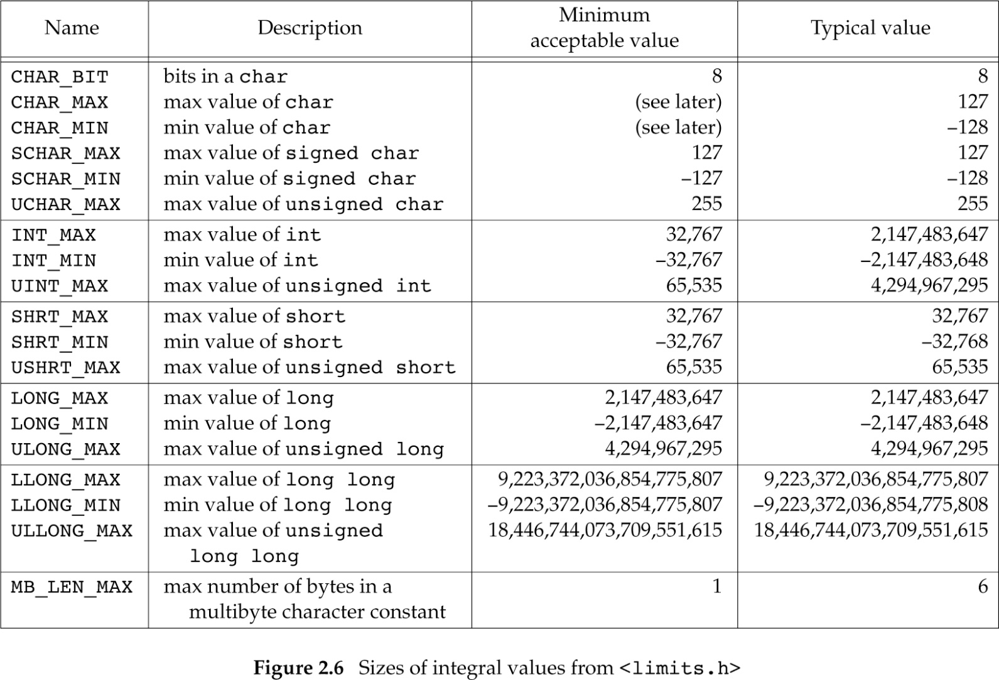 Name Description Minimum acceptable value Typical value
CHAR_BIT bits in a char 8 8
CHAR_MAX max value of char (see later) 127
CHAR_MIN min value of char (see later) –128
SCHAR_MAX max value of signed char 127 127
SCHAR_MIN min value of signed char –127 –128
UCHAR_MAX max value of unsigned char 255 255
INT_MAX max value of int 32,767 2,147,483,647
INT_MIN min value of int –32,767 –2,147,483,648
UINT_MAX max value of unsigned int 65,535 4,294,967,295
SHRT_MAX max value of short 32,767 32,767
SHRT_MIN min value of short –32,767 –32,768
USHRT_MAX max value of unsigned short 65,535 65,535
LONG_MAX max value of long 2,147,483,647 2,147,483,647
LONG_MIN min value of long –2,147,483,647 –2,147,483,648
ULONG_MAX max value of unsigned long 4,294,967,295 4,294,967,295
LLONG_MAX max value of long long 9,223,372,036,854,775,807 9,223,372,036,854,775,807
LLONG_MIN min value of long long –9,223,372,036,854,775,807 –9,223,372,036,854,775,808
ULLONG_MAX max value of unsigned 18,446,744,073,709,551,615 18,446,744,073,709,551,615
long long
MB_LEN_MAX max number of bytes in a 1 6
multibyte character constant
Figure 2.6 Sizes of integral values from <limits.h>